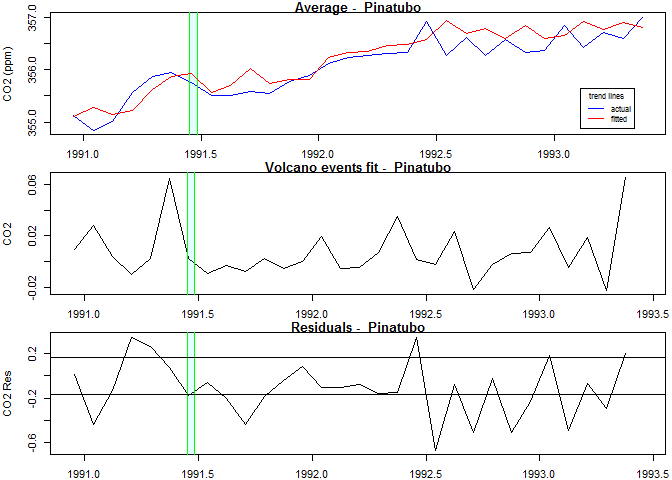 Average - Pinatubo
CO2 (ppm)
357.0
356.0
355.0
trend lines
actual
fitted
1991.0 1991.5 1992.0 1992.5 1993.0
Volcano events fit - Pinatubo
CO2
0.06
0.02
-0.02
1991.0 1991.5 1992.0 1992.5 1993.0 1993.5
Residuals - Pinatubo
CO2 Res
0.2
-0.2
-0.6
1991.0 1991.5 1992.0 1992.5 1993.0 1993.5